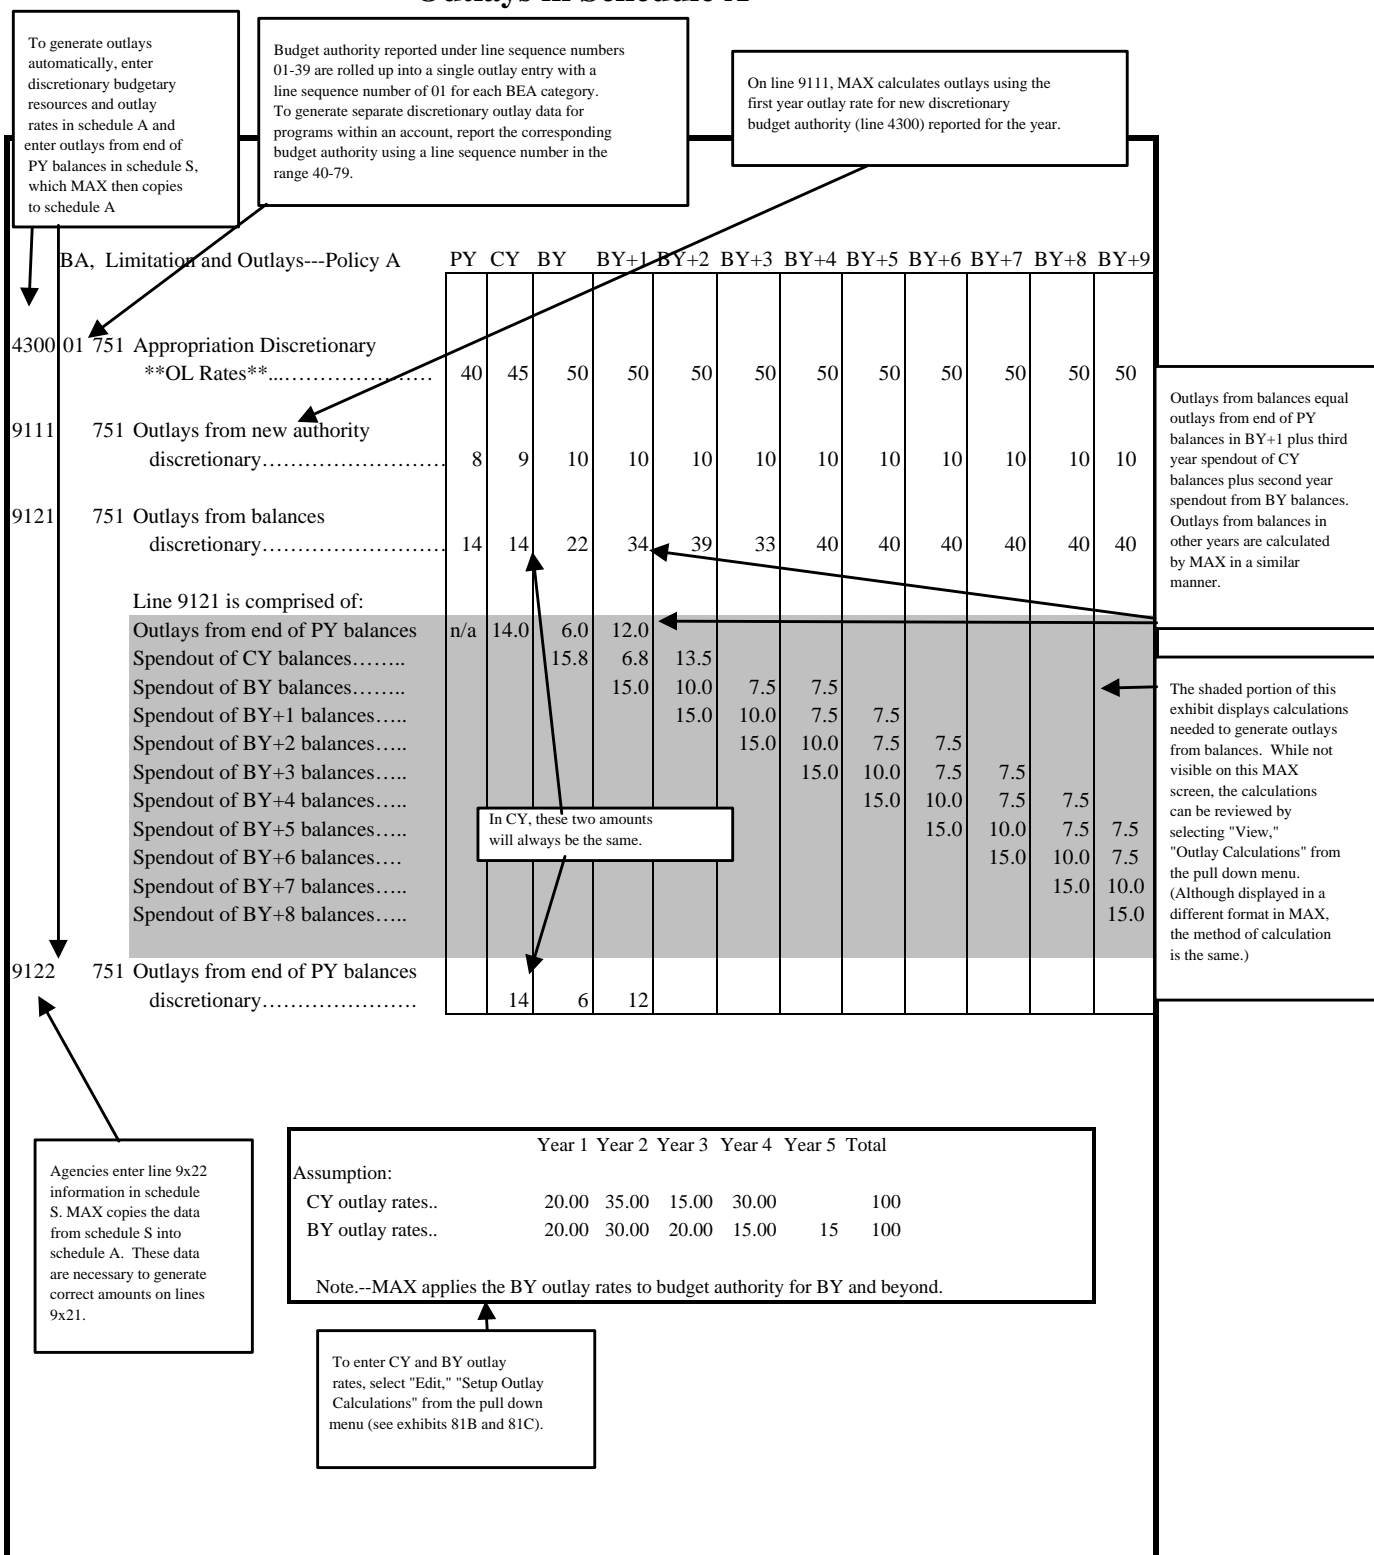 Outlays in Schedule A
To generate outlays
automatically, enter
discretionary budgetary
resources and outlay
rates in schedule A and
enter outlays from end of
PY balances in schedule S,
which MAX then copies
to schedule A
Budget authority reported under line sequence numbers
01-39 are rolled up into a single outlay entry with a
line sequence number of 01 for each BEA category.
To generate separate discretionary outlay data for
programs within an account, report the corresponding
budget authority using a line sequence number in the
range 40-79.
On line 9111, MAX calculates outlays using the
first year outlay rate for new discretionary
budget authority (line 4300) reported for the year.
BA, Limitation and Outlays---Policy A PY CY BY BY+1 BY+2 BY+3 BY+4 BY+5 BY+6 BY+7 BY+8 BY+9
4300 01 751 Appropriation Discretionary
**OL Rates**...………………… 40 45 50 50 50 50 50 50 50 50 50 50
9111 751 Outlays from new authority
discretionary……………………. 8 9 10 10 10 10 10 10 10 10 10 10
9121 751 Outlays from balances
discretionary……………………. 14 14 22 34 39 33 40 40 40 40 40 40
Line 9121 is comprised of:
Outlays from end of PY balances n/a 14.0 6.0 12.0
Spendout of CY balances…….. 15.8 6.8 13.5
Spendout of BY balances…….. 15.0 10.0 7.5 7.5
Spendout of BY+1 balances….. 15.0 10.0 7.5 7.5
Spendout of BY+2 balances….. 15.0 10.0 7.5 7.5
Spendout of BY+3 balances….. 15.0 10.0 7.5 7.5
Spendout of BY+4 balances….. 15.0 10.0 7.5 7.5
Spendout of BY+5 balances….. 15.0 10.0 7.5 7.5
Spendout of BY+6 balances…. 15.0 10.0 7.5
Spendout of BY+7 balances….. 15.0 10.0
Spendout of BY+8 balances….. 15.0
In CY, these two amounts
will always be the same.
9122 751 Outlays from end of PY balances
discretionary…………………. 14 6 12
Outlays from balances equal
outlays from end of PY
balances in BY+1 plus third
year spendout of CY
balances plus second year
spendout from BY balances.
Outlays from balances in
other years are calculated
by MAX in a similar
manner.
The shaded portion of this
exhibit displays calculations
needed to generate outlays
from balances. While not
visible on this MAX
screen, the calculations
can be reviewed by
selecting "View,"
"Outlay Calculations" from
the pull down menu.
(Although displayed in a
different format in MAX,
the method of calculation
is the same.)
Agencies enter line 9x22
information in schedule
S. MAX copies the data
from schedule S into
schedule A. These data
are necessary to generate
correct amounts on lines
9x21.
Year 1 Year 2 Year 3 Year 4 Year 5 Total
Assumption:
CY outlay rates.. 20.00 35.00 15.00 30.00 100
BY outlay rates.. 20.00 30.00 20.00 15.00 15 100
Note.--MAX applies the BY outlay rates to budget authority for BY and beyond.
To enter CY and BY outlay
rates, select "Edit," "Setup Outlay
Calculations" from the pull down
menu (see exhibits 81B and 81C).